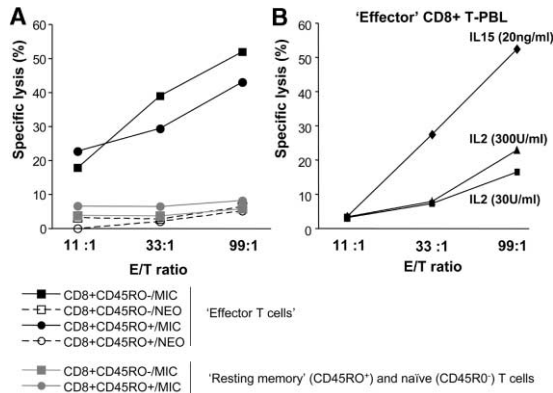 A
Specific lysis (%)
60
50
40
30
20
10
0
11 :1
33:1
99:1
E/T ratio
B
'Effector' CD8+ T-PBL
Specific lysis (%)
60
50
40
30
20
10
0
IL15 (20ng/ml)
IL2 (300U/ml)
IL2 (30U/ml)
11 :1
33 :1
99:1
E/T ratio
CD8+CD45RO-/MIC
CD8+CD45RO-/NEO
CD8+CD45RO+/MIC
CD8+CD45RO+/NEO
'Effector T cells'
CD8+CD45RO-/MIC
CD8+CD45RO+/MIC
'Resting memory' (CD45RO+) and naïve (CD45R0-) T cells